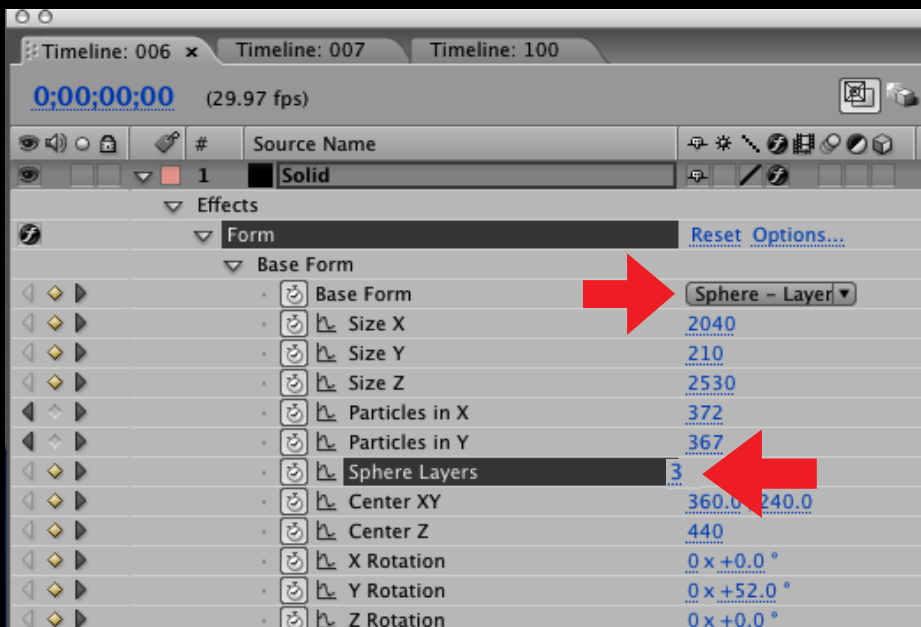 Timeline: 006 × Timeline: 007 Timeline: 100
0;00;00;00 (29.97 fps)
# Source Name
1 Solid
Effects
Form Reset Options...
Base Form
Base Form Sphere – Layer
Size X 2040
Size Y 210
Size Z 2530
Particles in X 372
Particles in Y 367
Sphere Layers 3
Center XY 360.0 240.0
Center Z 440
X Rotation 0 x +0.0 °
Y Rotation 0 x +52.0 °
Z Rotation 0 x +0.0 °